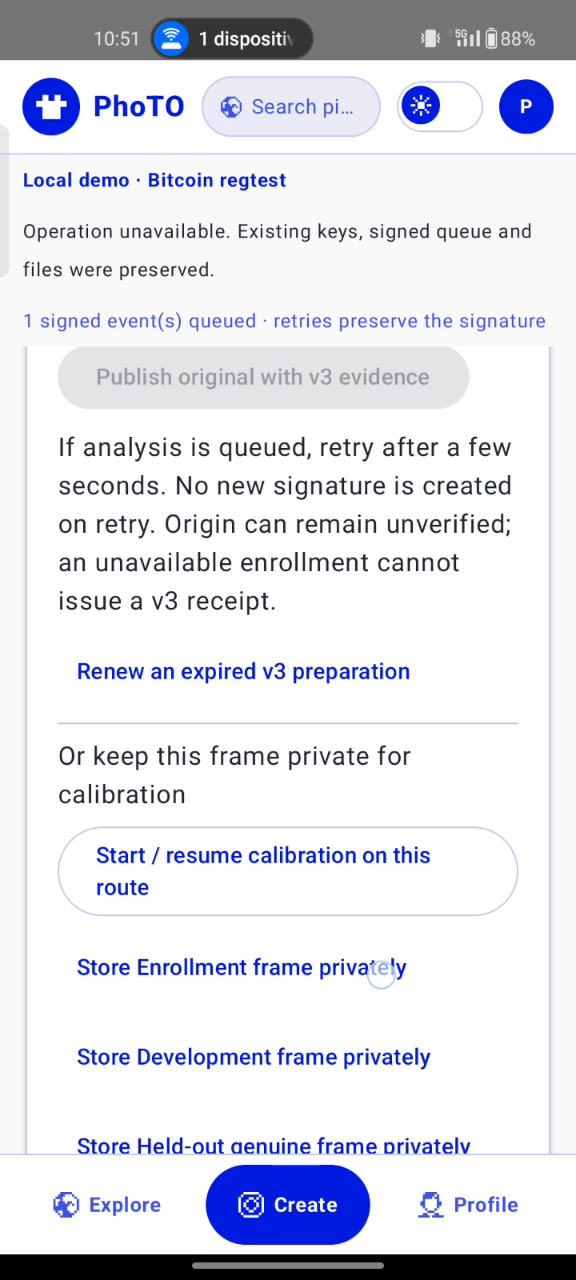 10:51
1 dispositiv
5G
88%
PhoTO
Search pi...
P
Local demo · Bitcoin regtest
Operation unavailable. Existing keys, signed queue and
files were preserved.
1 signed event(s) queued · retries preserve the signature
Publish original with v3 evidence
If analysis is queued, retry after a few
seconds. No new signature is created
on retry. Origin can remain unverified;
an unavailable enrollment cannot
issue a v3 receipt.
Renew an expired v3 preparation
Or keep this frame private for
calibration
Start / resume calibration on this
route
Store Enrollment frame privately
Store Development frame privately
Store Held-out genuine frame privately
Explore
Create
Profile